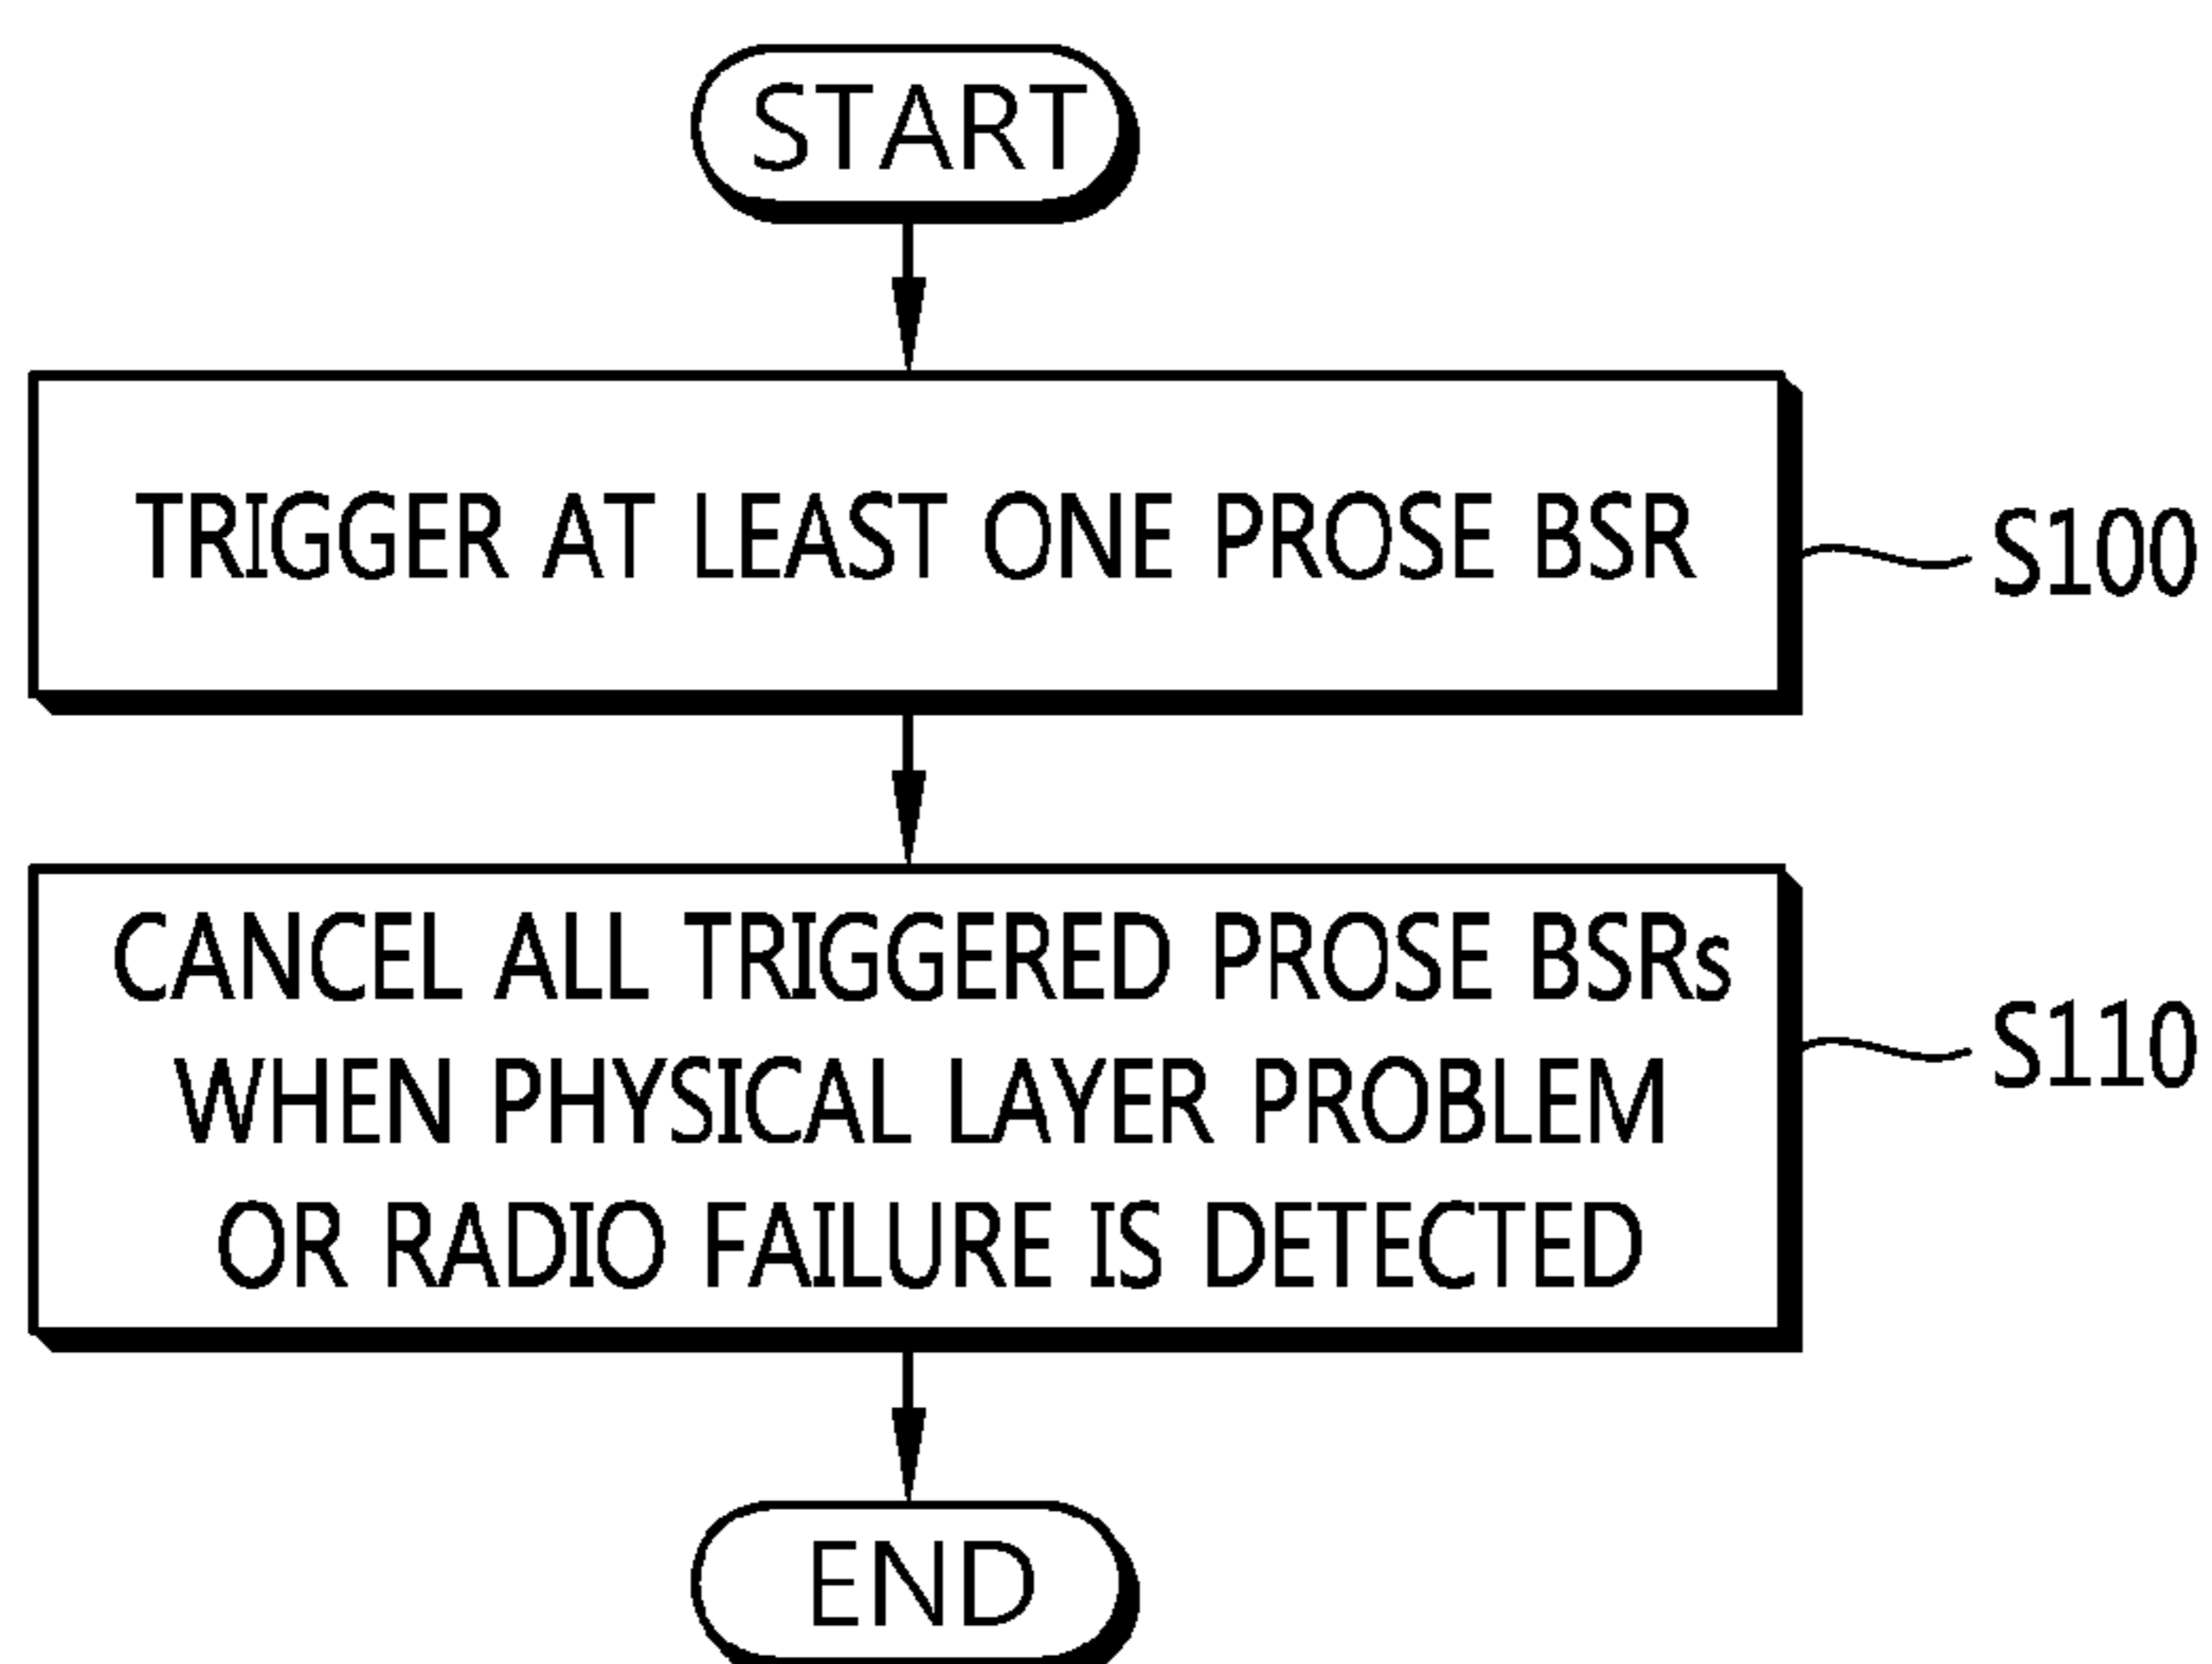 START
TRIGGER AT LEAST ONE PROSE BSR
S100
CANCEL ALL TRIGGERED PROSE BSRs
WHEN PHYSICAL LAYER PROBLEM
OR RADIO FAILURE IS DETECTED
S110
END